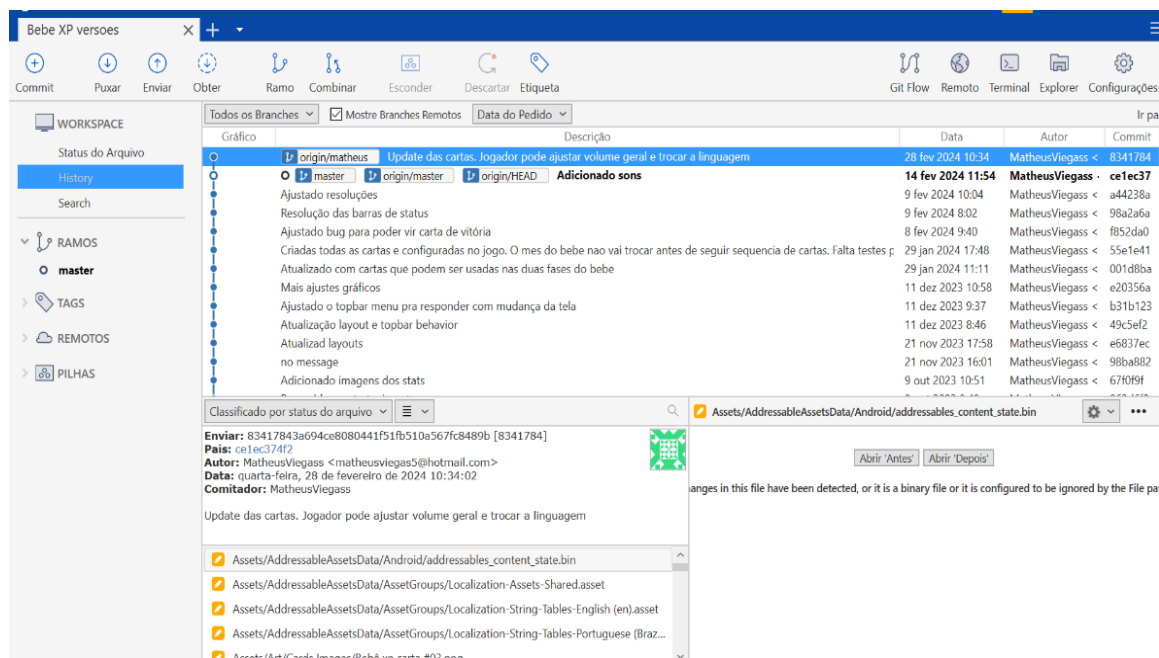 Bebe XP versoes
Commit Puxar Enviar Obter Ramo Combinar Esconder Descartar Etiqueta Git Flow Remoto Terminal Explorer Configurações
WORKSPACE
Status do Arquivo
History
Search
RAMOS
master
TAGS
REMOTOS
PILHAS
Todos os Branches Mostre Branches Remotos Data do Pedido Ir pa
Gráfico Descrição Data Autor Commit
origin/matheus Update das cartas. Jogador pode ajustar volume geral e trocar a linguagem 28 fev 2024 10:34 MatheusViegass < 8341784
master origin/master origin/HEAD Adicionado sons 14 fev 2024 11:54 MatheusViegass ce1ec37
Ajustado resoluções 9 fev 2024 10:04 MatheusViegass < a44238a
Resolução das barras de status 9 fev 2024 8:02 MatheusViegass < 98a2a6a
Ajustado bug para poder vir carta de vitória 8 fev 2024 9:40 MatheusViegass < f852da0
Criadas todas as cartas e configuradas no jogo. O mes do bebe nao vai trocar antes de seguir sequencia de cartas. Falta testes p 29 jan 2024 17:48 MatheusViegass < 55e1e41
Atualizado com cartas que podem ser usadas nas duas fases do bebe 29 jan 2024 11:11 MatheusViegass < 001d8ba
Mais ajustes gráficos 11 dez 2023 10:58 MatheusViegass < e20356a
Ajustado o topbar menu pra responder com mudança da tela 11 dez 2023 9:37 MatheusViegass < b31b123
Atualização layout e topbar behavior 11 dez 2023 8:46 MatheusViegass < 49c5ef2
Atualizad layouts 21 nov 2023 17:58 MatheusViegass < e6837ec
no message 21 nov 2023 16:01 MatheusViegass < 98ba882
Adicionado imagens dos stats 9 out 2023 10:51 MatheusViegass < 67f0f9f
Classificado por status do arquivo
Enviar: 83417843a694ce8080441f51fb510a567fc8489b [8341784]
Pais: ce1ec374f2
Autor: MatheusViegass <matheusviegas5@hotmail.com>
Data: quarta-feira, 28 de fevereiro de 2024 10:34:02
Comitador: MatheusViegass
Update das cartas. Jogador pode ajustar volume geral e trocar a linguagem
Assets/AddressableAssetsData/Android/addressables_content_state.bin
Assets/AddressableAssetsData/AssetGroups/Localization-Assets-Shared.asset
Assets/AddressableAssetsData/AssetGroups/Localization-String-Tables-English (en).asset
Assets/AddressableAssetsData/AssetGroups/Localization-String-Tables-Portuguese (Braz...
Assets/Art/Cards Images/Bebê xp carta #03.png
Assets/AddressableAssetsData/Android/addressables_content_state.bin
Abrir 'Antes' Abrir 'Depois'
anges in this file have been detected, or it is a binary file or it is configured to be ignored by the File pa